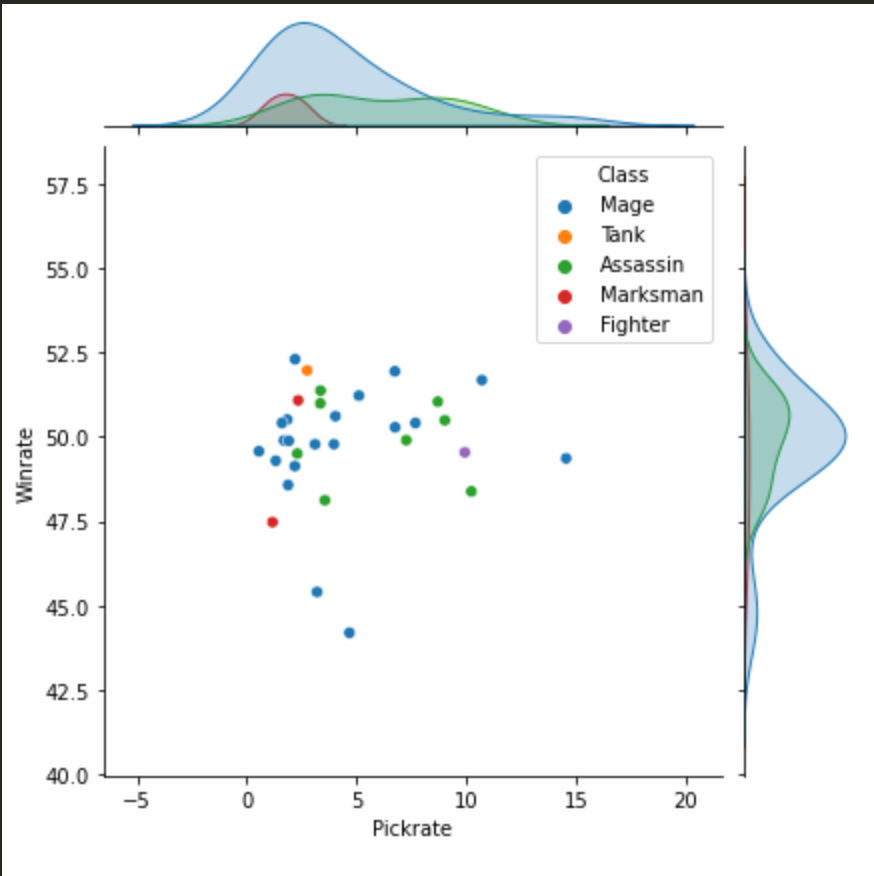 Class
Mage
Tank
Assassin
Marksman
Fighter
57.5
55.0
52.5
50.0
47.5
45.0
42.5
40.0
Winrate
−5 0 5 10 15 20
Pickrate